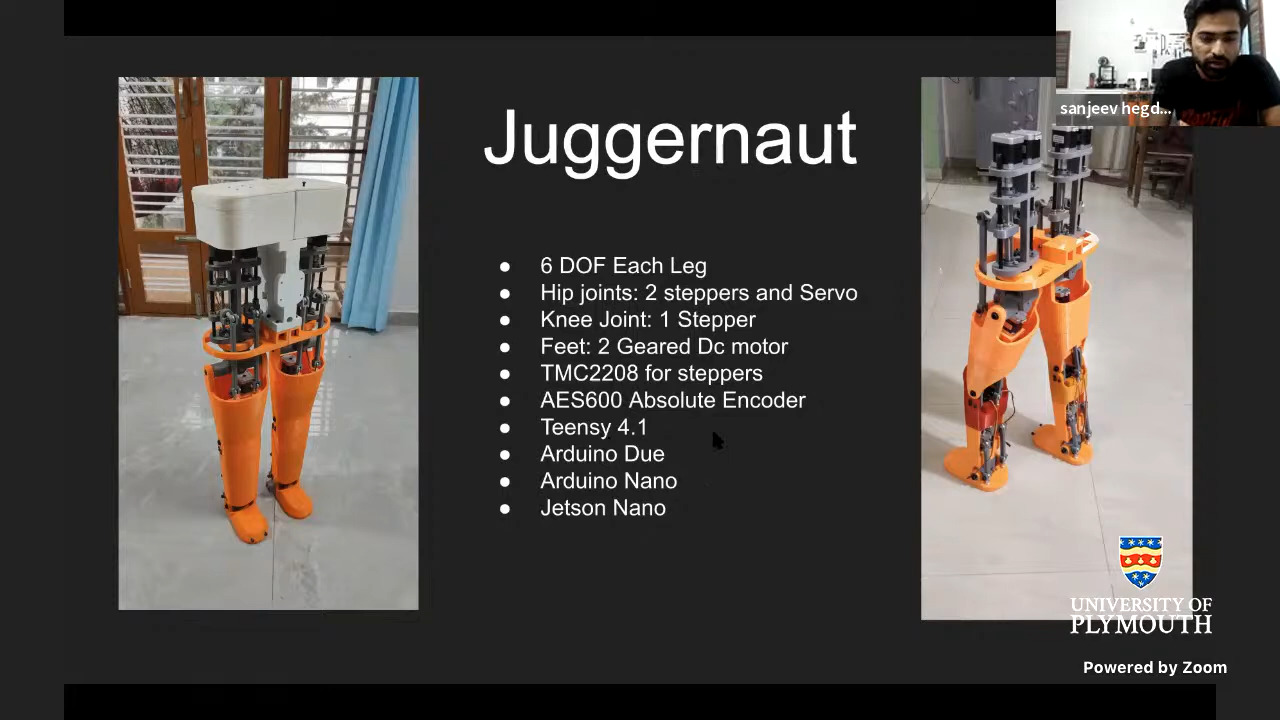 sanjeev hegd...
Juggernaut
● 6 DOF Each Leg
● Hip joints: 2 steppers and Servo
● Knee Joint: 1 Stepper
● Feet: 2 Geared Dc motor
● TMC2208 for steppers
● AES600 Absolute Encoder
● Teensy 4.1
● Arduino Due
● Arduino Nano
● Jetson Nano
UNIVERSITY OF
PLYMOUTH
Powered by Zoom